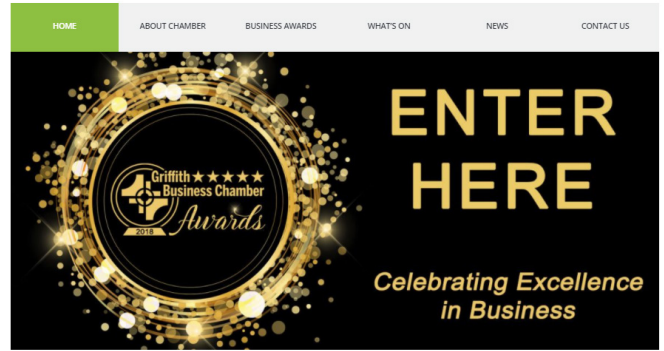 HOME ABOUT CHAMBER BUSINESS AWARDS WHAT'S ON NEWS CONTACT US
Griffith ★★★★★
Business Chamber
Awards
2018
ENTER
HERE
Celebrating Excellence
in Business